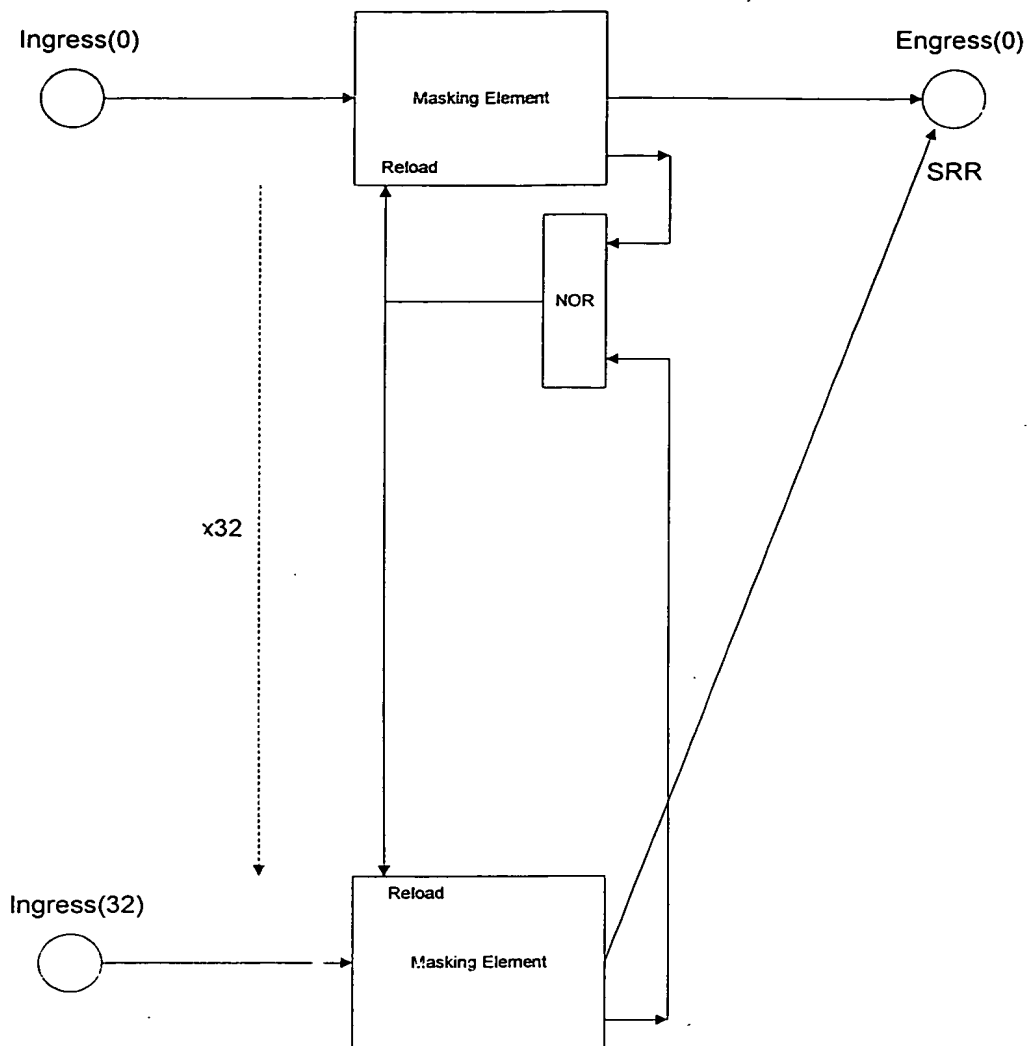 Ingress(0)
Engress(0)
Masking Element
Reload
SRR
NOR
x32
Reload
Ingress(32)
Masking Element